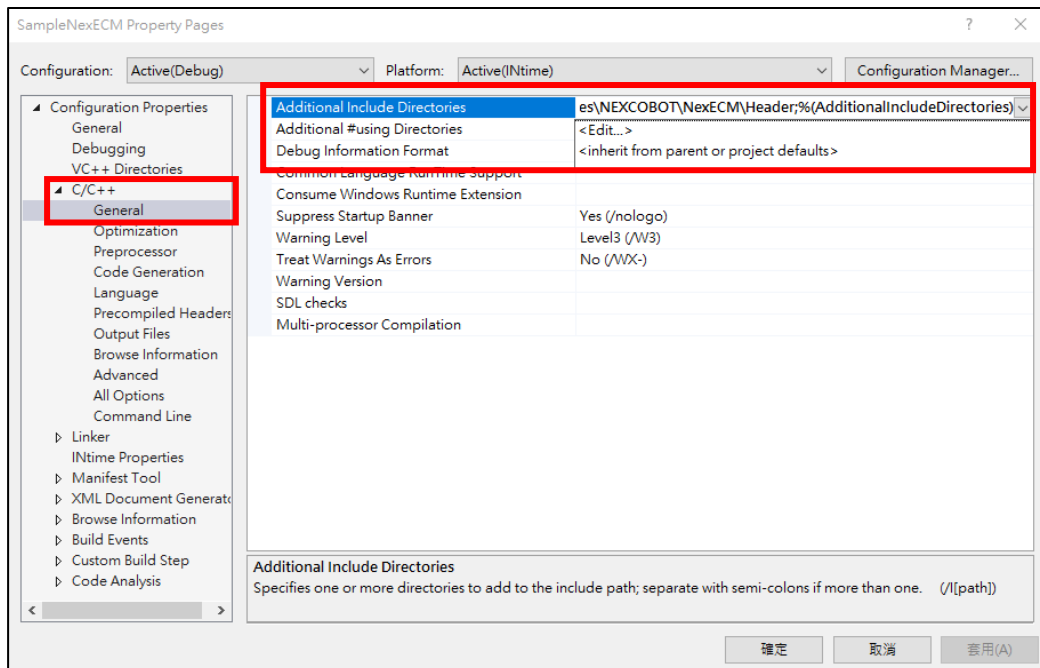 SampleNexECM Property Pages
Configuration: Active(Debug) Platform: Active(INtime) Configuration Manager...
Configuration Properties
General
Debugging
VC++ Directories
C/C++
General
Optimization
Preprocessor
Code Generation
Language
Precompiled Headers
Output Files
Browse Information
Advanced
All Options
Command Line
Linker
INtime Properties
Manifest Tool
XML Document Generato
Browse Information
Build Events
Custom Build Step
Code Analysis
Additional Include Directories es\NEXCOBOT\NexECM\Header;%(AdditionalIncludeDirectories)
Additional #using Directories <Edit...>
Debug Information Format <inherit from parent or project defaults>
Common Language RunTime Support
Consume Windows Runtime Extension
Suppress Startup Banner Yes (/nologo)
Warning Level Level3 (/W3)
Treat Warnings As Errors No (/WX-)
Warning Version
SDL checks
Multi-processor Compilation
Additional Include Directories
Specifies one or more directories to add to the include path; separate with semi-colons if more than one. (/I[path])
確定 取消 套用(A)